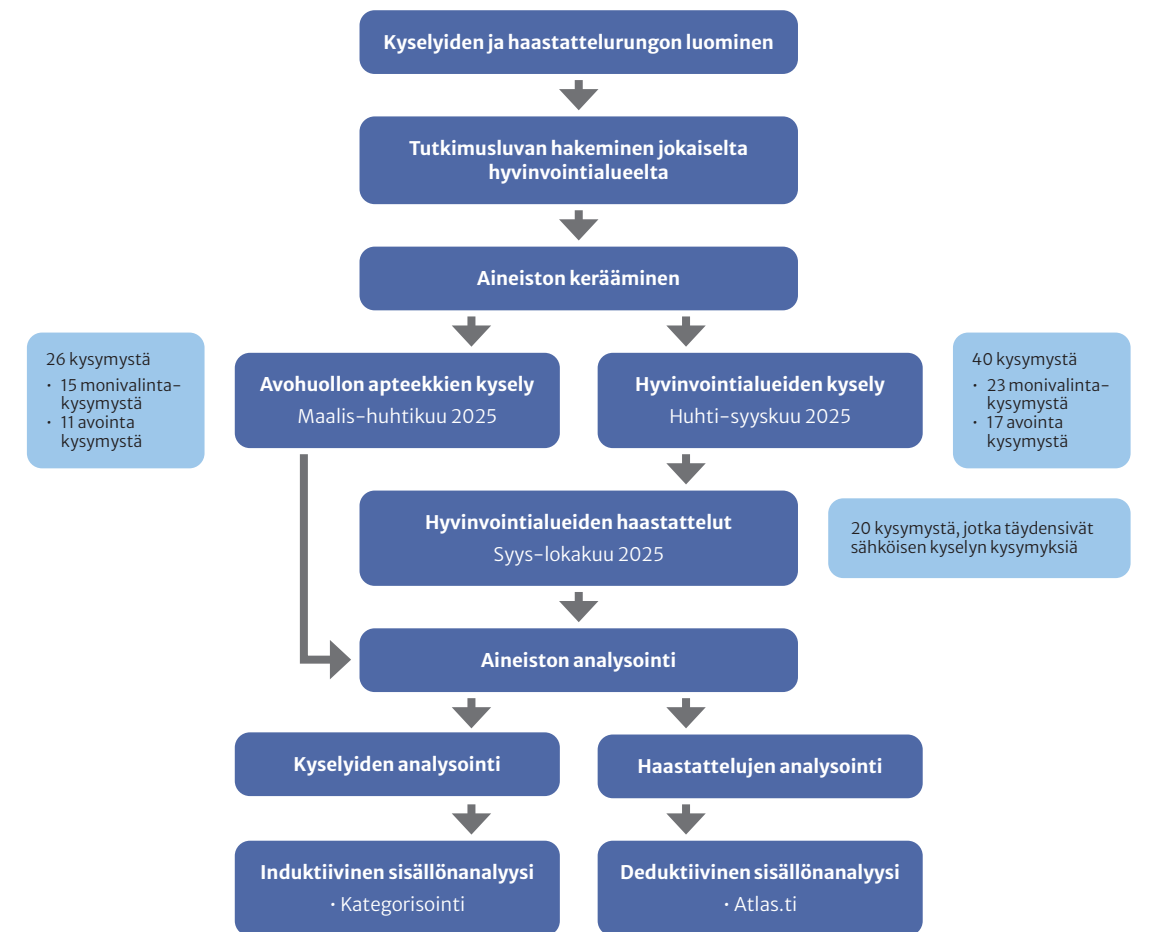 Kyselyiden ja haastattelurungon luominen
Tutkimusluvan hakeminen jokaiselta
hyvinvointialueelta
Aineiston kerääminen
26 kysymystä
· 15 monivalinta-
kysymystä
· 11 avointa
kysymystä
Avohuollon apteekkien kysely
Maalis-huhtikuu 2025
Hyvinvointialueiden kysely
Huhti-syyskuu 2025
40 kysymystä
· 23 monivalinta-
kysymystä
· 17 avointa
kysymystä
Hyvinvointialueiden haastattelut
Syys-lokakuu 2025
20 kysymystä, jotka täydensivät
sähköisen kyselyn kysymyksiä
Aineiston analysointi
Kyselyiden analysointi
Haastattelujen analysointi
Induktiivinen sisällönanalyysi
· Kategorisointi
Deduktiivinen sisällönanalyysi
· Atlas.ti